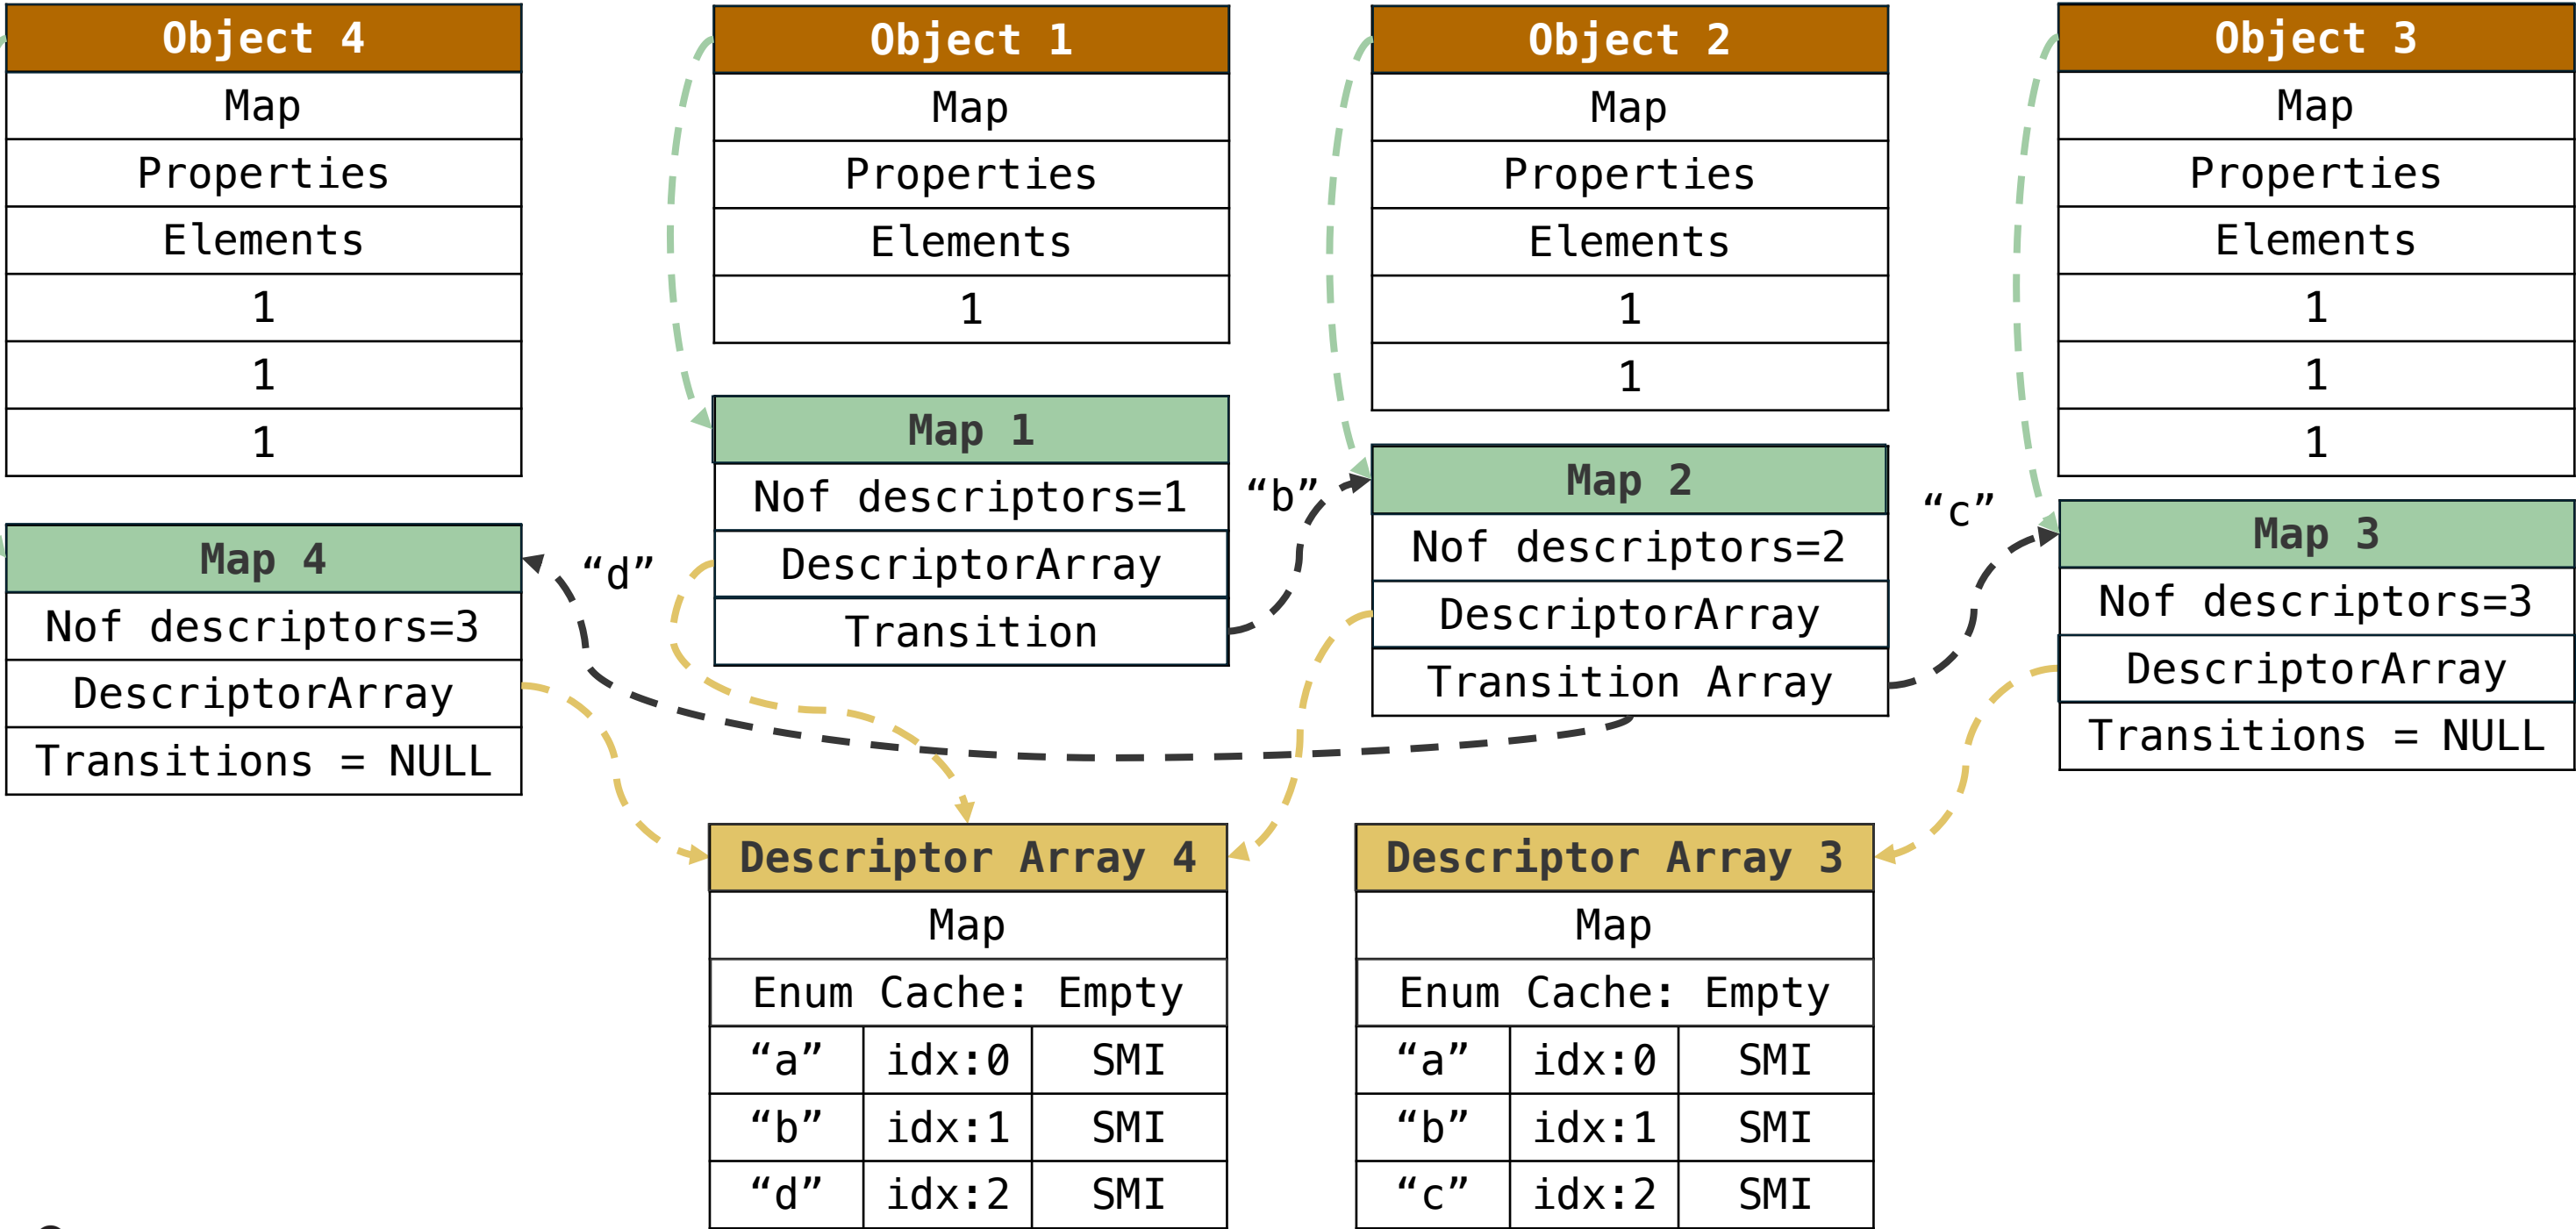 Object 4
Map
Properties
Elements
1
1
1
Object 1
Map
Properties
Elements
1
Object 2
Map
Properties
Elements
1
1
Object 3
Map
Properties
Elements
1
1
1
Map 4
Nof descriptors=3
DescriptorArray
Transitions = NULL
“d”
Map 1
Nof descriptors=1
DescriptorArray
Transition
“b”
Map 2
Nof descriptors=2
DescriptorArray
Transition Array
“c”
Map 3
Nof descriptors=3
DescriptorArray
Transitions = NULL
Descriptor Array 4
Map
Enum Cache: Empty
“a” idx:0 SMI
“b” idx:1 SMI
“d” idx:2 SMI
Descriptor Array 3
Map
Enum Cache: Empty
“a” idx:0 SMI
“b” idx:1 SMI
“c” idx:2 SMI